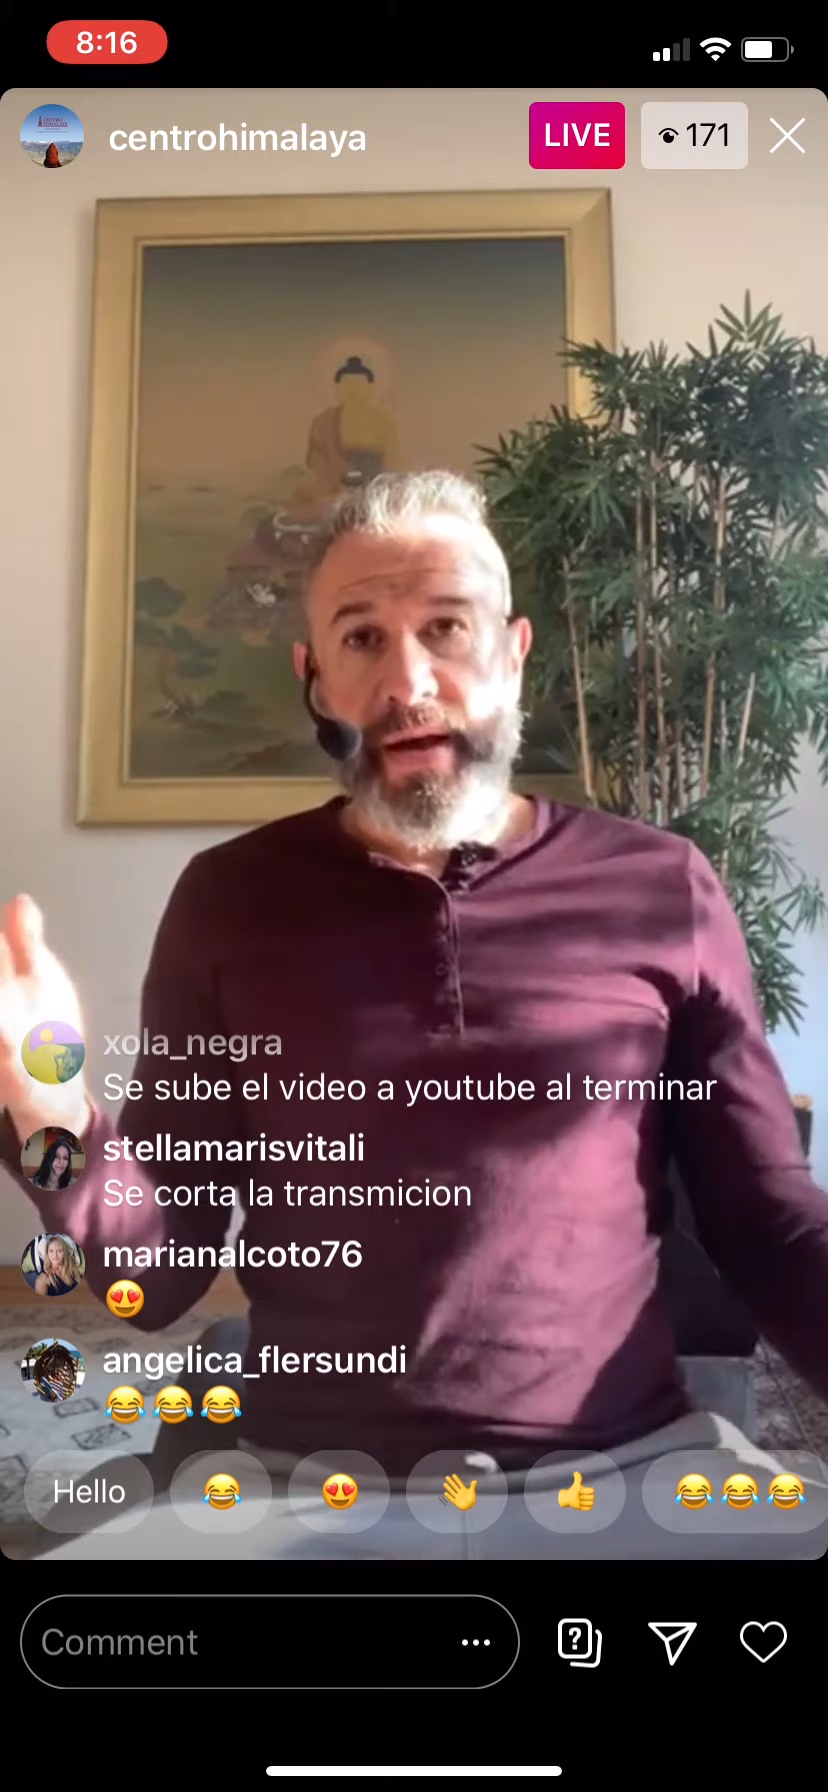 8:16
centrohimalaya
LIVE
171
xola_negra
Se sube el video a youtube al terminar
stellamarisvitali
Se corta la transmicion
marianalcoto76
😍
angelica_flersundi
😂😂😂
Hello 😂 😍 👋 👍 😂😂😂
Comment